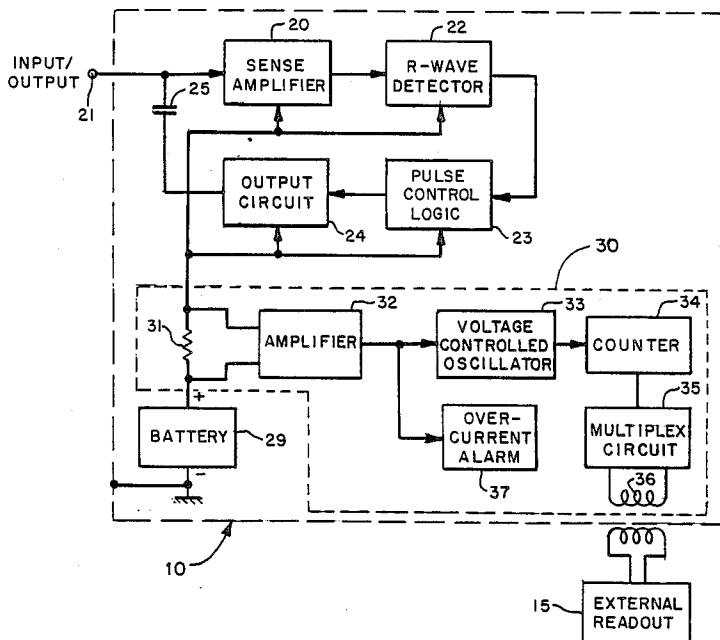 20
22
INPUT/
OUTPUT
21
25
SENSE
AMPLIFIER
R-WAVE
DETECTOR
OUTPUT
CIRCUIT
24
PULSE
CONTROL
LOGIC
23
30
31
32
AMPLIFIER
33
VOLTAGE
CONTROLLED
OSCILLATOR
34
COUNTER
35
MULTIPLEX
CIRCUIT
36
+
BATTERY
29
-
OVER-
CURRENT
ALARM
37
10
15
EXTERNAL
READOUT